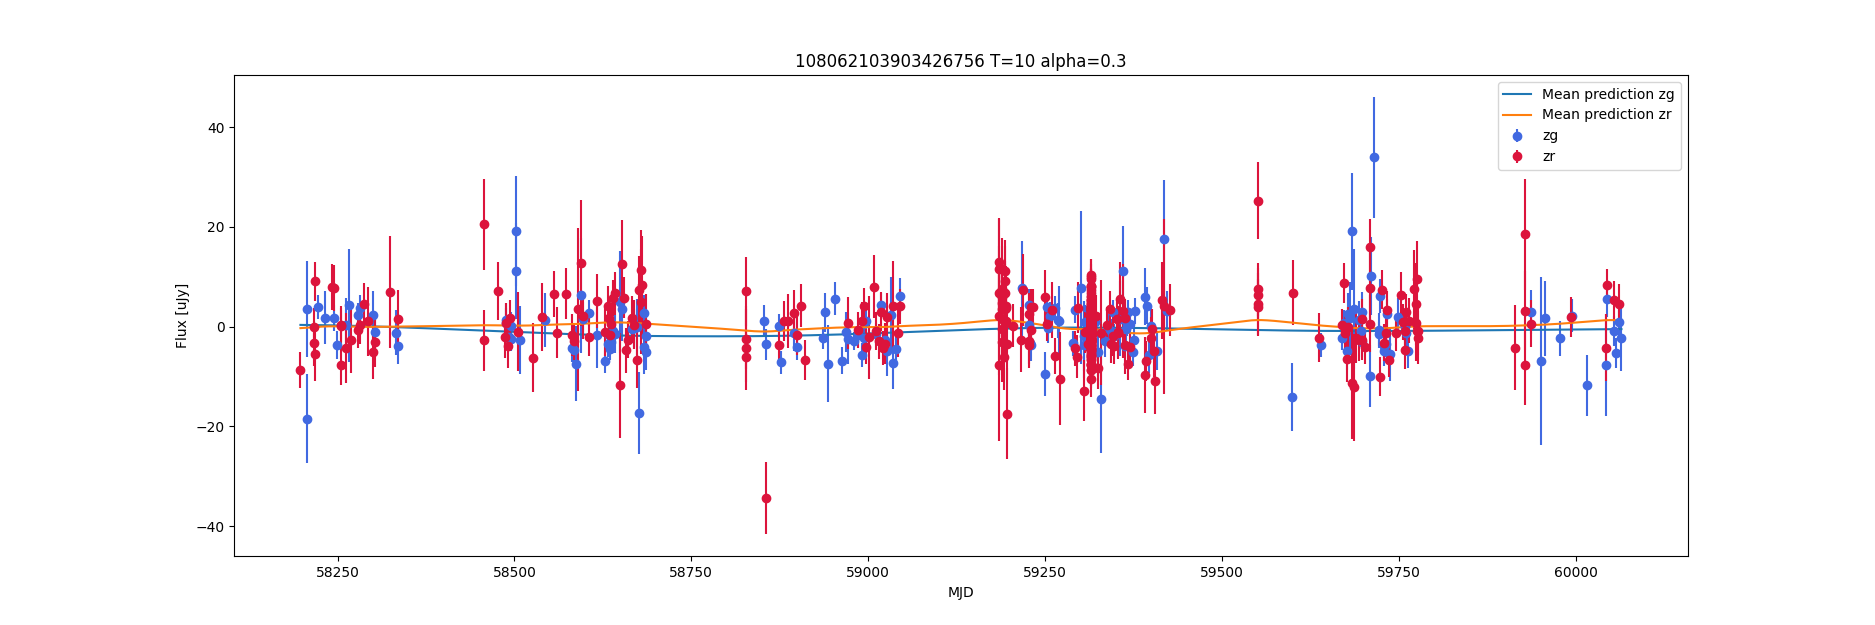 108062103903426756 T=10 alpha=0.3
Mean prediction zg
Mean prediction zr
zg
zr
Flux [uJy]
40
20
0
−20
−40
58250 58500 58750 59000 59250 59500 59750 60000
MJD